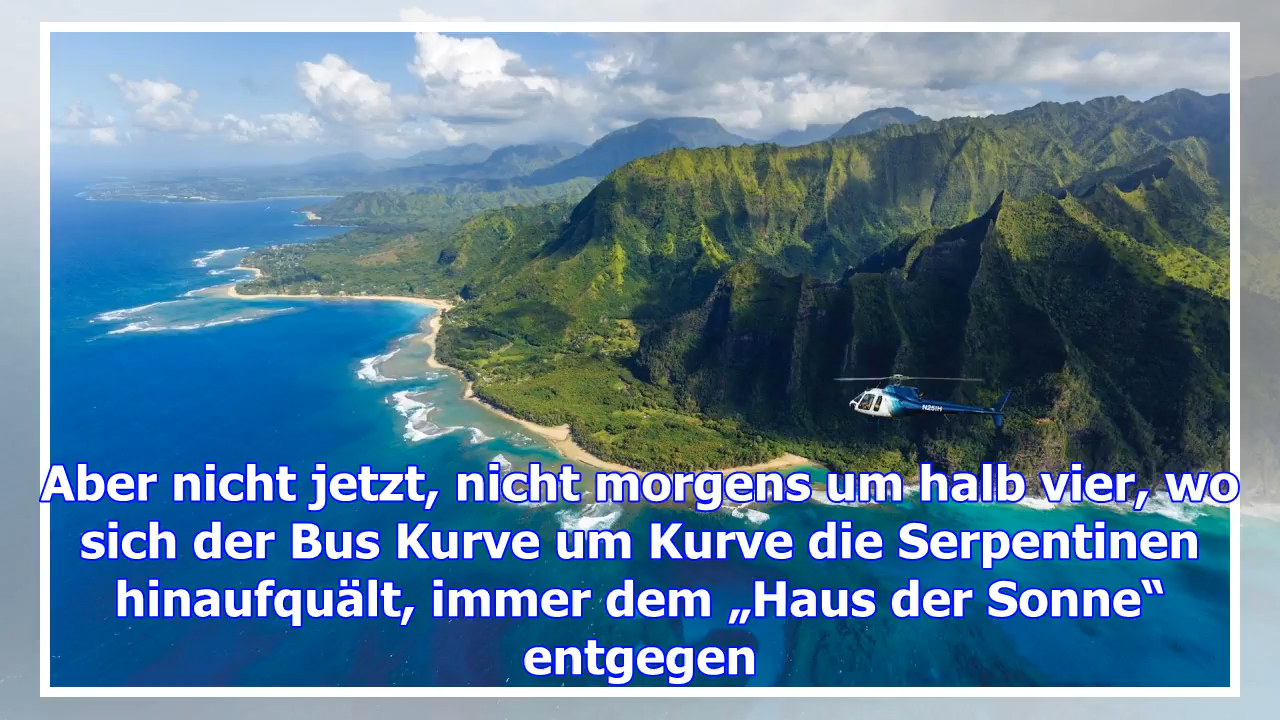 N25IH
Aber nicht jetzt, nicht morgens um halb vier, wo
sich der Bus Kurve um Kurve die Serpentinen
hinaufquält, immer dem „Haus der Sonne“
entgegen